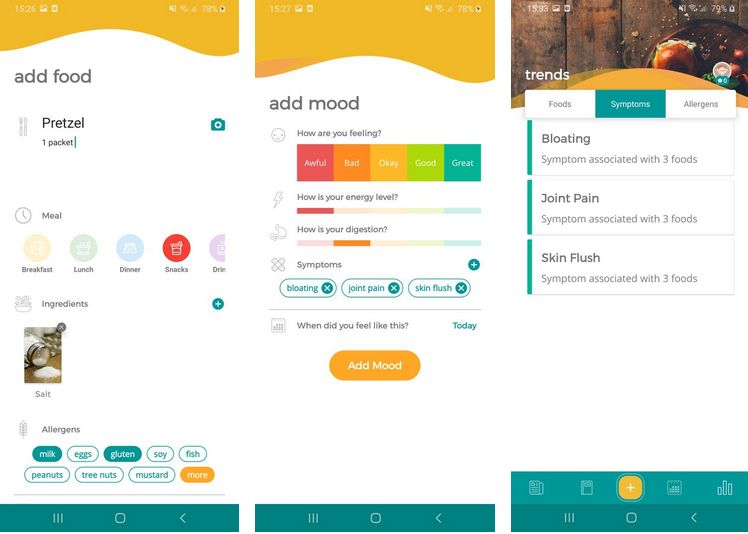 15:26
78%
add food
Pretzel
1 packet
Meal
Breakfast
Lunch
Dinner
Snacks
Drin
Ingredients
Salt
Allergens
milk
eggs
gluten
soy
fish
peanuts
tree nuts
mustard
more
15:27
78%
add mood
How are you feeling?
Awful
Bad
Okay
Good
Great
How is your energy level?
How is your digestion?
Symptoms
bloating
joint pain
skin flush
When did you feel like this?
Today
Add Mood
15:33
79%
trends
0
Foods
Symptoms
Allergens
Bloating
Symptom associated with 3 foods
Joint Pain
Symptom associated with 3 foods
Skin Flush
Symptom associated with 3 foods